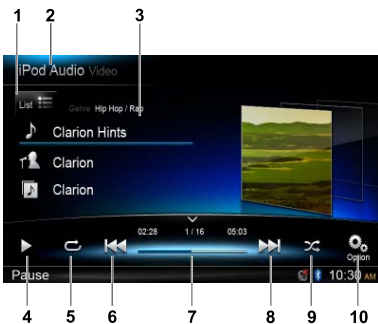 1 2 3
iPod Audio Video
List Genre Hip Hop / Rap
Clarion Hints
Clarion
Clarion
02:28 1 / 16 05:03
Option
Pause 10:30 AM
4 5 6 7 8 9 10